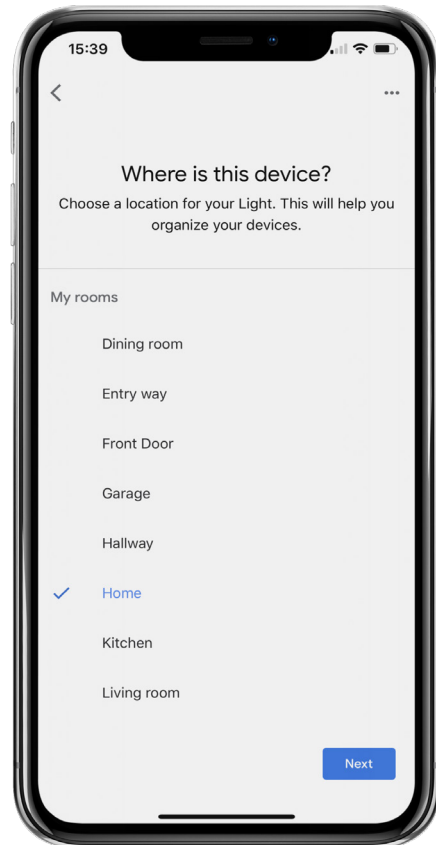 15:39
Where is this device?
Choose a location for your Light. This will help you
organize your devices.
My rooms
Dining room
Entry way
Front Door
Garage
Hallway
Home
Kitchen
Living room
Next